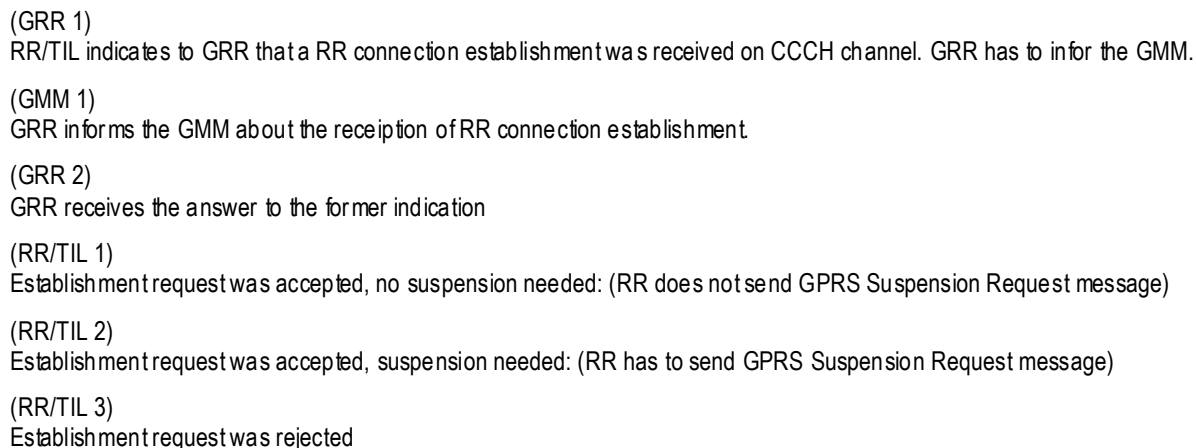 (GRR 1)
RR/TIL indicates to GRR that a RR connection establishment was received on CCCH channel. GRR has to infor the GMM.
(GMM 1)
GRR informs the GMM about the receiption of RR connection establishment.
(GRR 2)
GRR receives the answer to the former indication
(RR/TIL 1)
Establishment request was accepted, no suspension needed: (RR does not send GPRS Suspension Request message)
(RR/TIL 2)
Establishment request was accepted, suspension needed: (RR has to send GPRS Suspension Request message)
(RR/TIL 3)
Establishment request was rejected